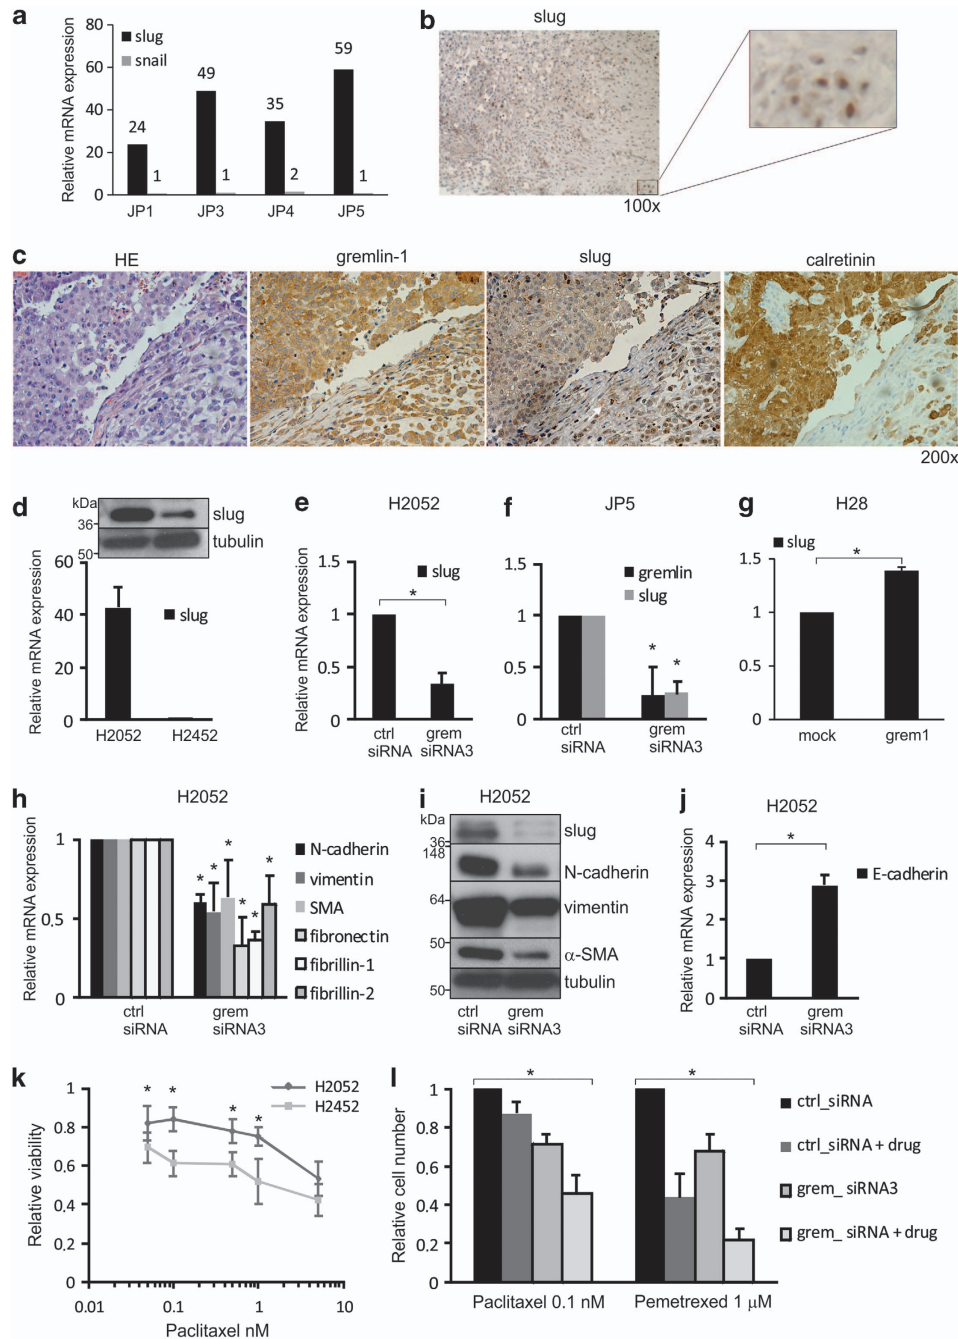 a
Relative mRNA expression
80
60
40
20
0
slug
snail
24
1
49
1
35
2
59
1
JP1 JP3 JP4 JP5
b
slug
100x
c
HE gremlin-1 slug calretinin
200x
d
kDa
36
50
slug
tubulin
Relative mRNA expression
60
40
20
0
slug
H2052 H2452
e
H2052
Relative mRNA expression
1.5
1
0.5
0
slug
*
ctrl siRNA
grem siRNA3
f
JP5
1.5
1
0.5
0
gremlin
slug
* *
ctrl siRNA
grem siRNA3
g
H28
slug
*
1.5
1
0.5
0
mock grem1
h
H2052
Relative mRNA expression
1
0,5
0
* * * * * *
N-cadherin
vimentin
SMA
fibronectin
fibrillin-1
fibrillin-2
ctrl siRNA
grem siRNA3
i
H2052
kDa
36
148
64
50
50
slug
N-cadherin
vimentin
α-SMA
tubulin
ctrl siRNA
grem siRNA3
j
H2052
Relative mRNA expression
4
3
2
1
0
*
E-cadherin
ctrl siRNA
grem siRNA3
k
Relative viability
1
0.8
0.6
0.4
0.2
0
* * * *
H2052
H2452
0.01 0.1 1 10
Paclitaxel nM
l
Relative cell number
1
0.8
0.6
0.4
0.2
0
* *
ctrl_siRNA
ctrl_siRNA + drug
grem_ siRNA3
grem_ siRNA + drug
Paclitaxel 0.1 nM Pemetrexed 1 µM